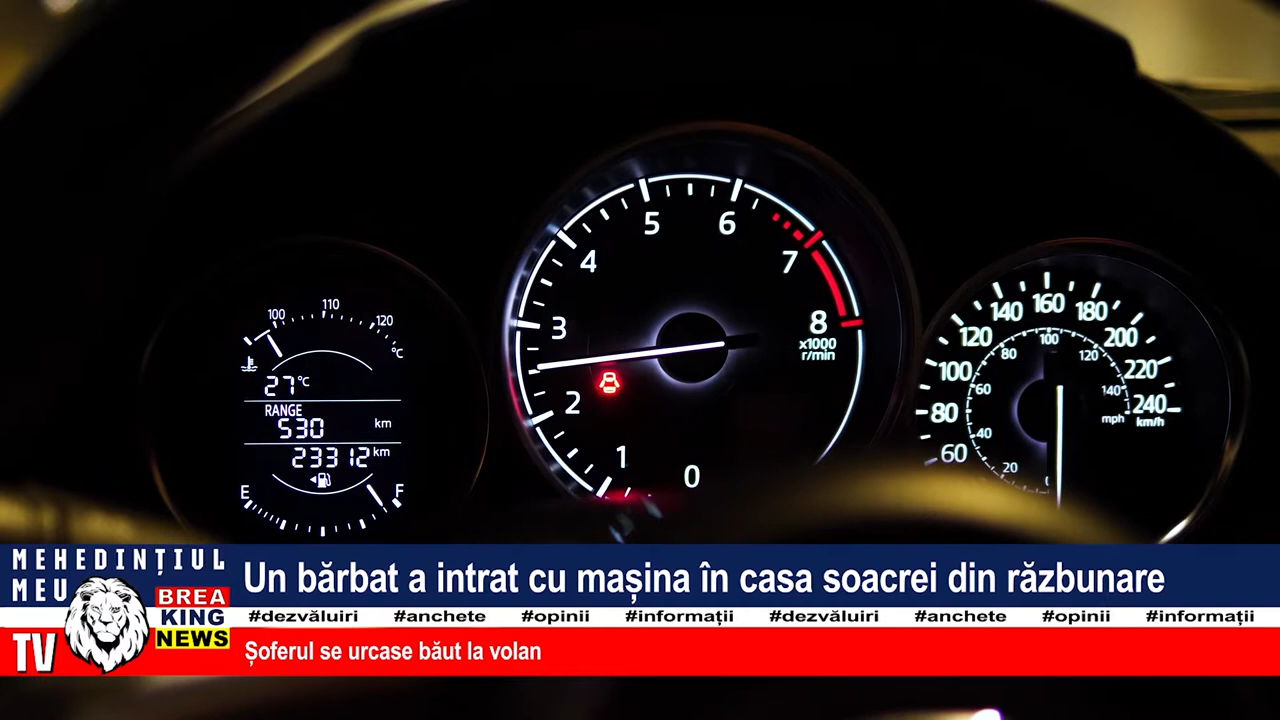 100
110
120
°C
27°C
RANGE
530 km
23312 km
E
F
0
1
2
3
4
5
6
7
8
x1000
r/min
60
80
100
120
140
160
180
200
220
240
km/h
20
40
60
80
100
120
140
mph
MEHEDINȚIUL
MEU
TV
BREA
KING
NEWS
Un bărbat a intrat cu mașina în casa soacrei din răzbunare
#dezvăluiri #anchete #opinii #informații #dezvăluiri #anchete #opinii #informații
Șoferul se urcase băut la volan